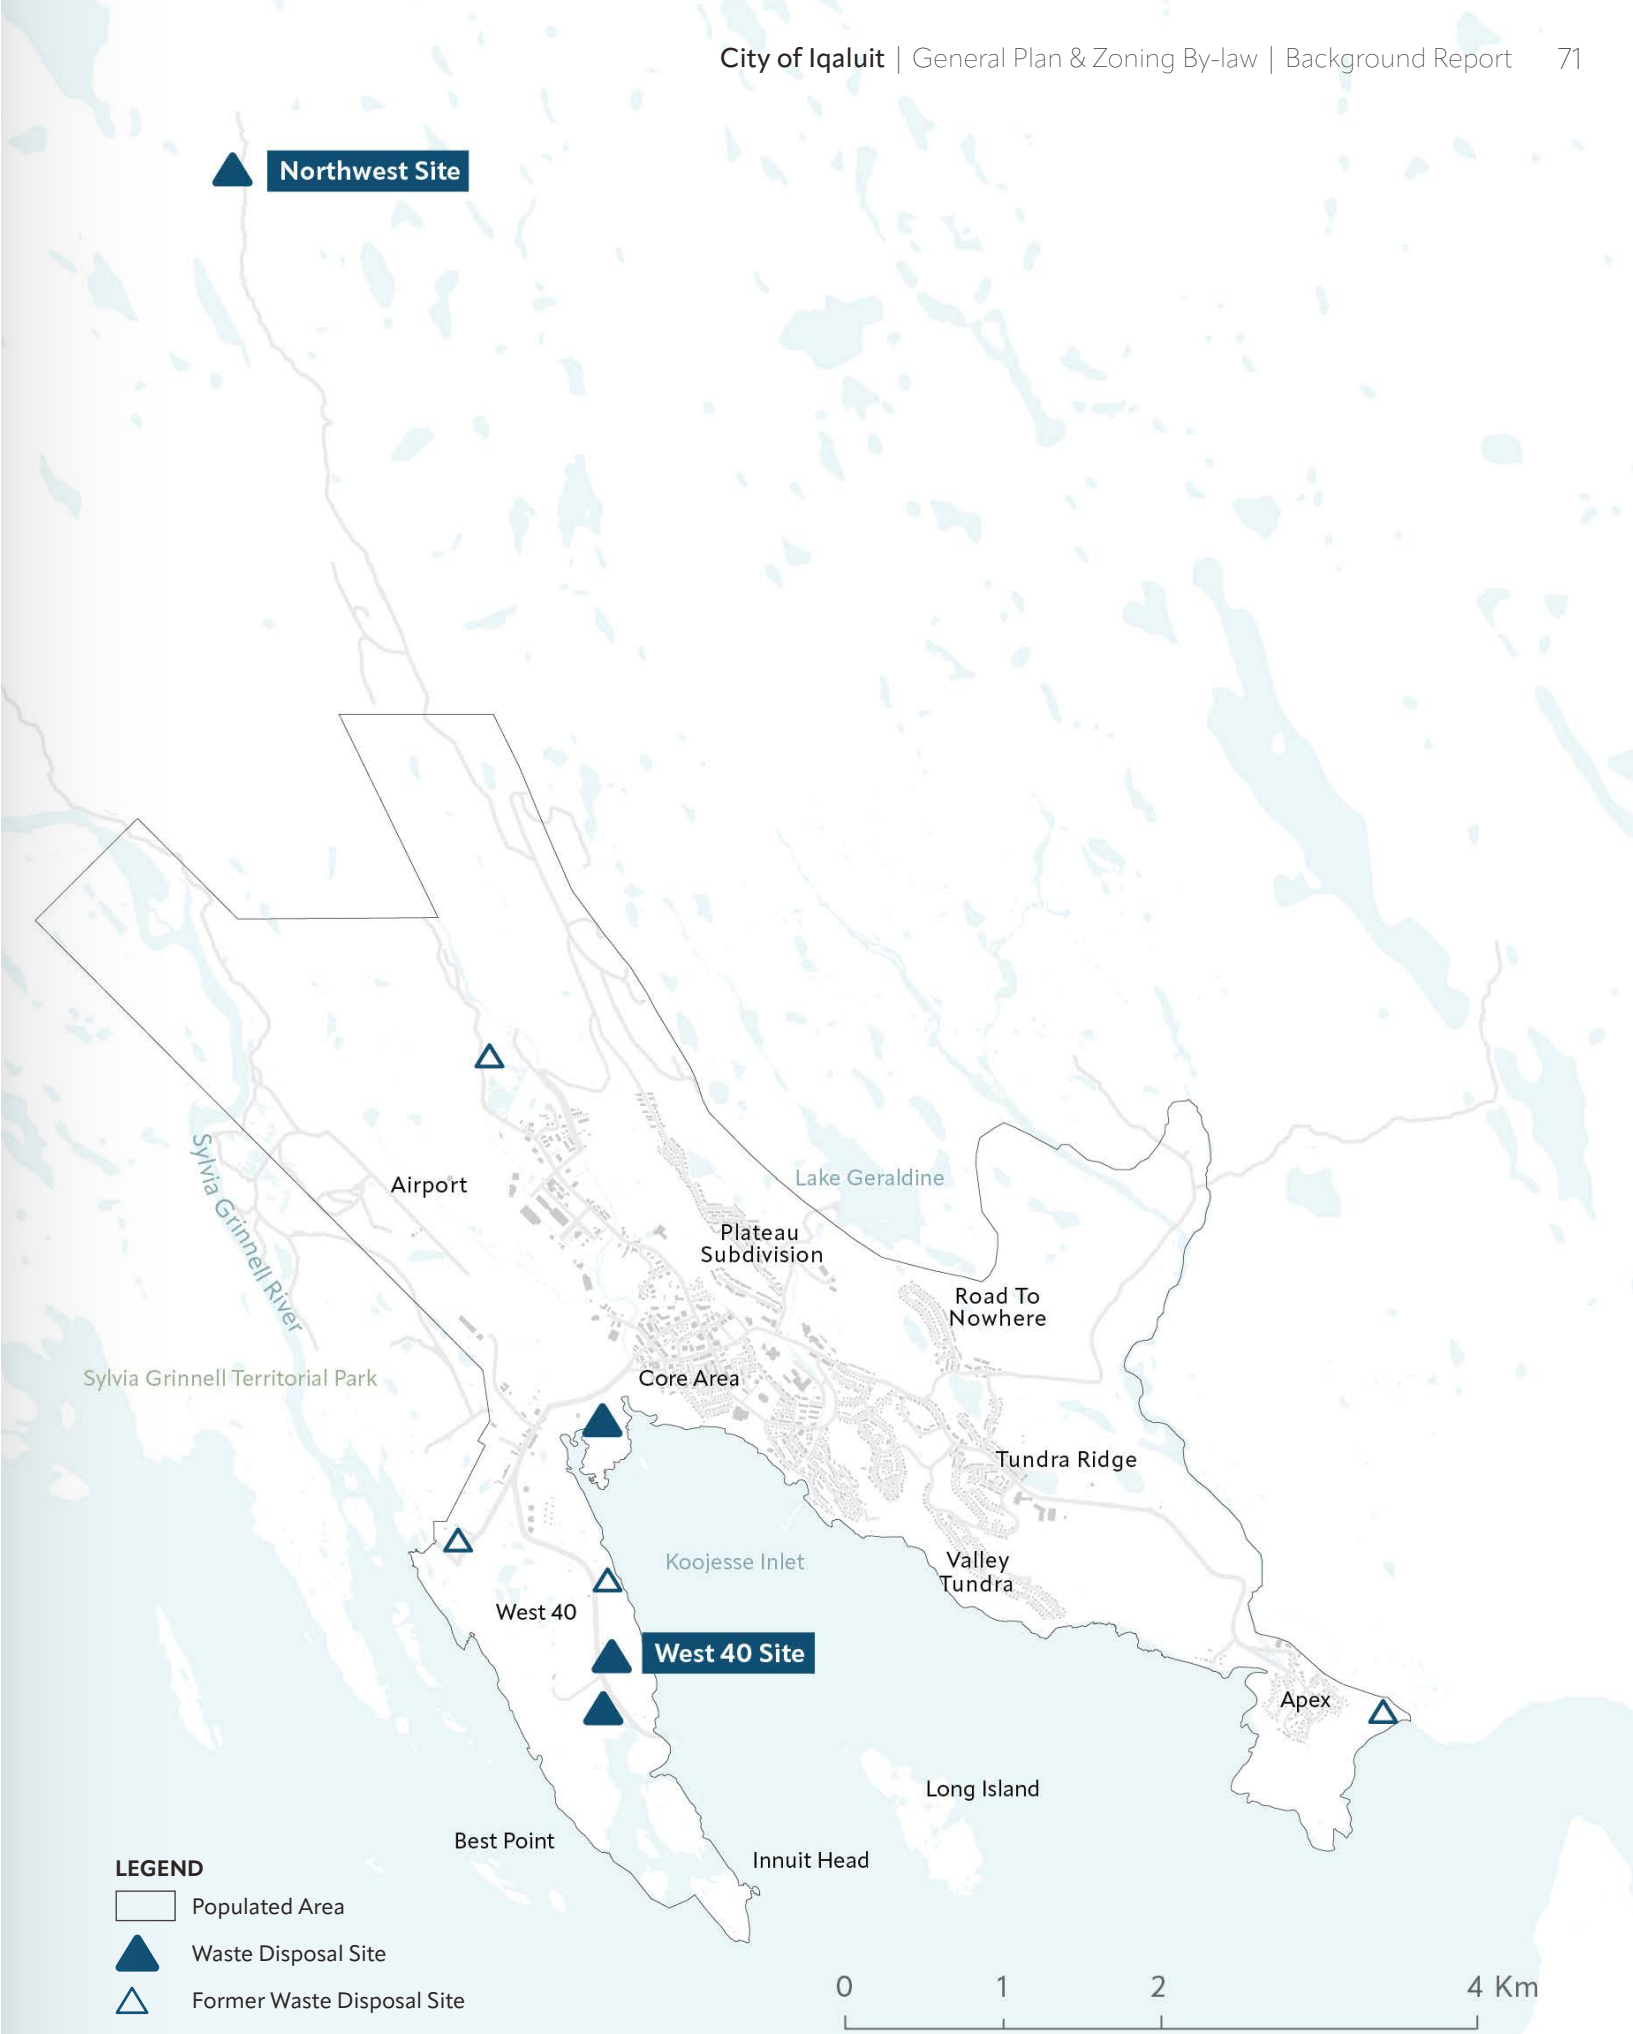 City of Iqaluit | General Plan & Zoning By-law | Background Report 71
Northwest Site
Sylvia Grinnell River
Airport
Lake Geraldine
Plateau
Subdivision
Road To
Nowhere
Sylvia Grinnell Territorial Park
Core Area
Tundra Ridge
Koojesse Inlet
Valley
Tundra
West 40
West 40 Site
Apex
Long Island
Best Point
Innuit Head
LEGEND
Populated Area
Waste Disposal Site
Former Waste Disposal Site
0 1 2 4 Km